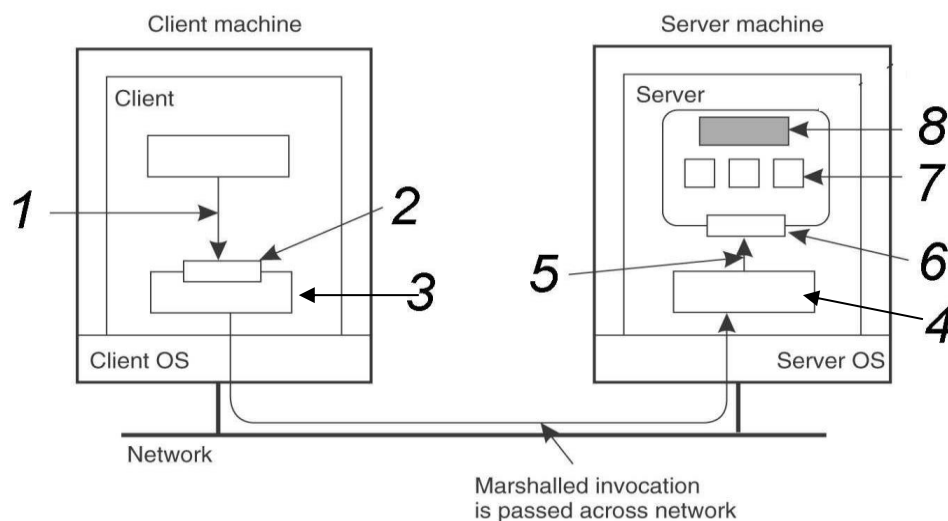 Client machine
Server machine
Client
Server
8
7
1
2
6
5
3
4
Client OS
Server OS
Network
Marshalled invocation
is passed across network